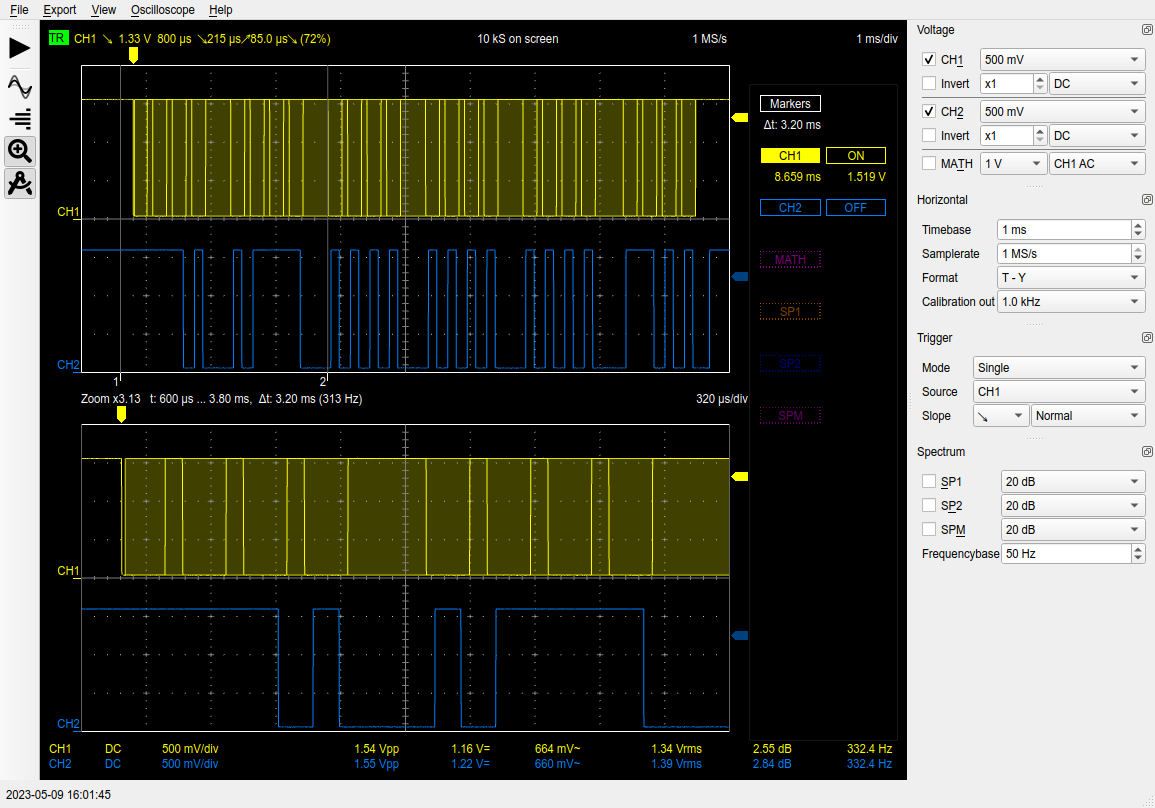 File Export View Oscilloscope Help
TR CH1 ↘ 1.33 V 800 µs ↘215 µs↗85.0 µs↘ (72%) 10 kS on screen 1 MS/s 1 ms/div
CH1
CH2
1 2
Zoom x3.13 t: 600 µs ... 3.80 ms, Δt: 3.20 ms (313 Hz) 320 µs/div
CH1
CH2
CH1 DC 500 mV/div 1.54 Vpp 1.16 V= 664 mV~ 1.34 Vrms 2.55 dB 332.4 Hz
CH2 DC 500 mV/div 1.55 Vpp 1.22 V= 660 mV~ 1.39 Vrms 2.84 dB 332.4 Hz
Markers
Δt: 3.20 ms
CH1 ON
8.659 ms 1.519 V
CH2 OFF
MATH
SP1
SP2
SPM
Voltage
CH1 500 mV
Invert x1 DC
CH2 500 mV
Invert x1 DC
MATH 1 V CH1 AC
Horizontal
Timebase 1 ms
Samplerate 1 MS/s
Format T - Y
Calibration out 1.0 kHz
Trigger
Mode Single
Source CH1
Slope ↘ Normal
Spectrum
SP1 20 dB
SP2 20 dB
SPM 20 dB
Frequencybase 50 Hz
2023-05-09 16:01:45